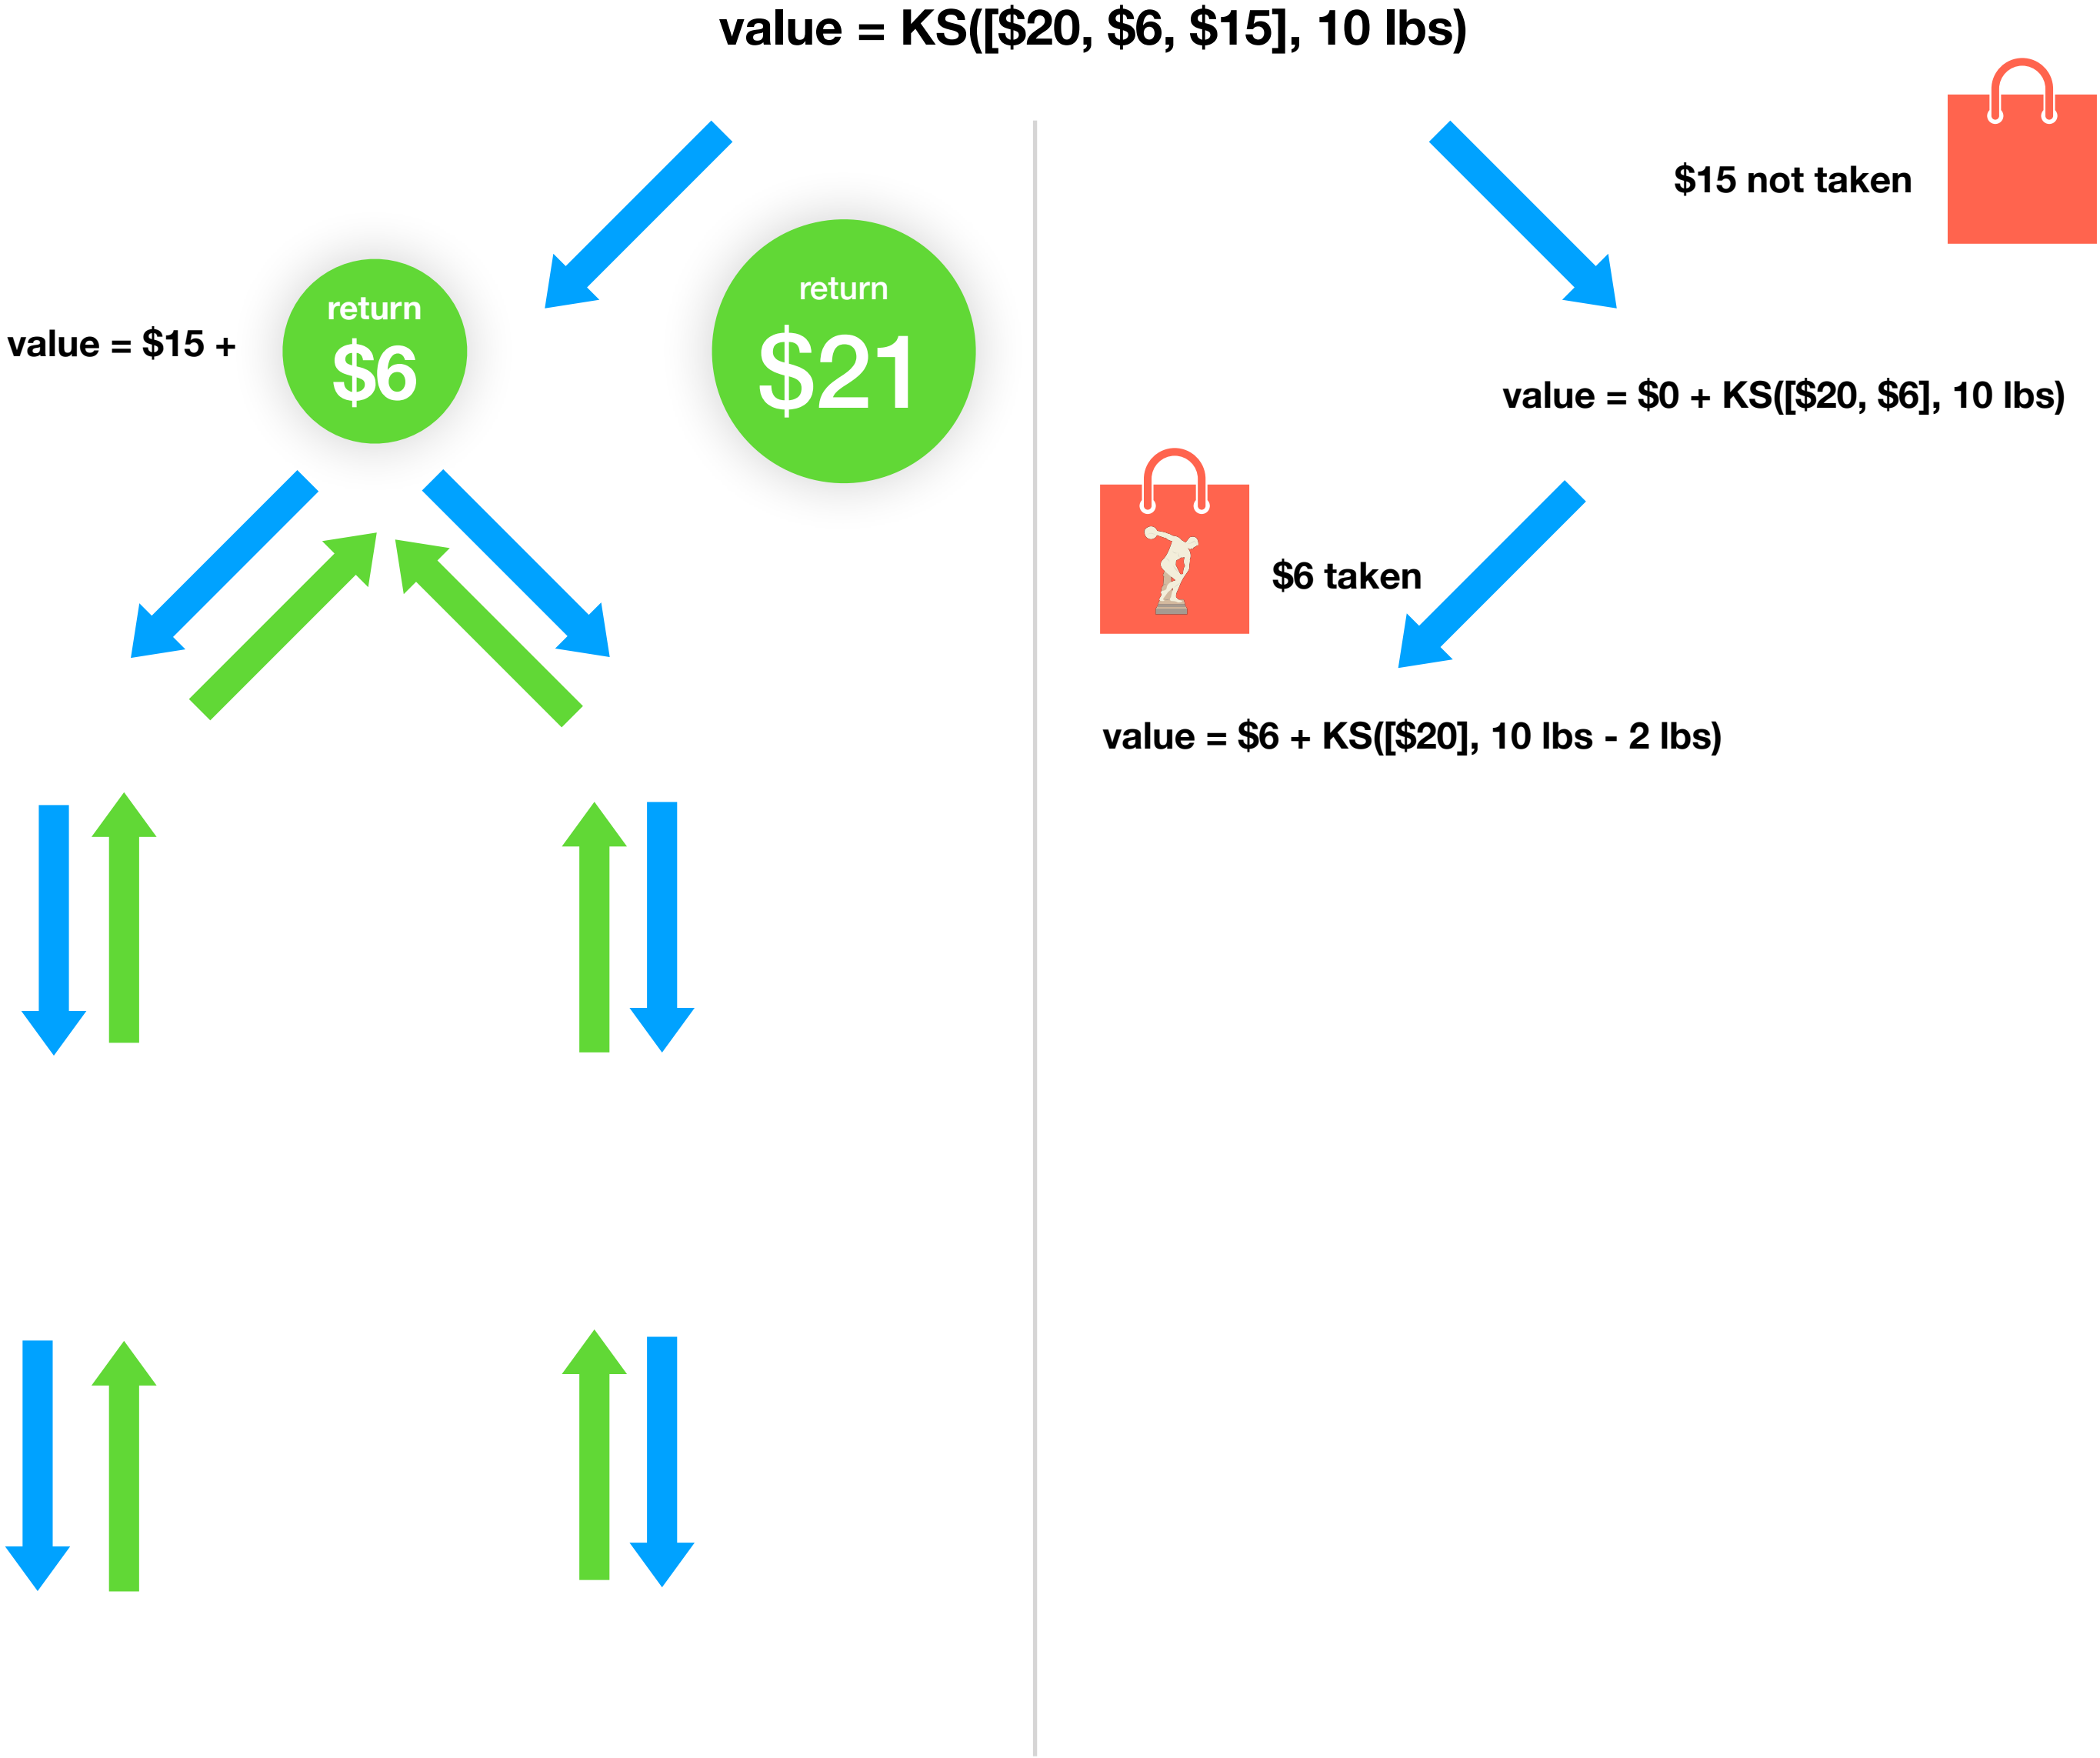 value = KS([$20, $6, $15], 10 lbs)
$15 not taken
return
$6
return
$21
value = $15 +
value = $0 + KS([$20, $6], 10 lbs)
$6 taken
value = $6 + KS([$20], 10 lbs - 2 lbs)